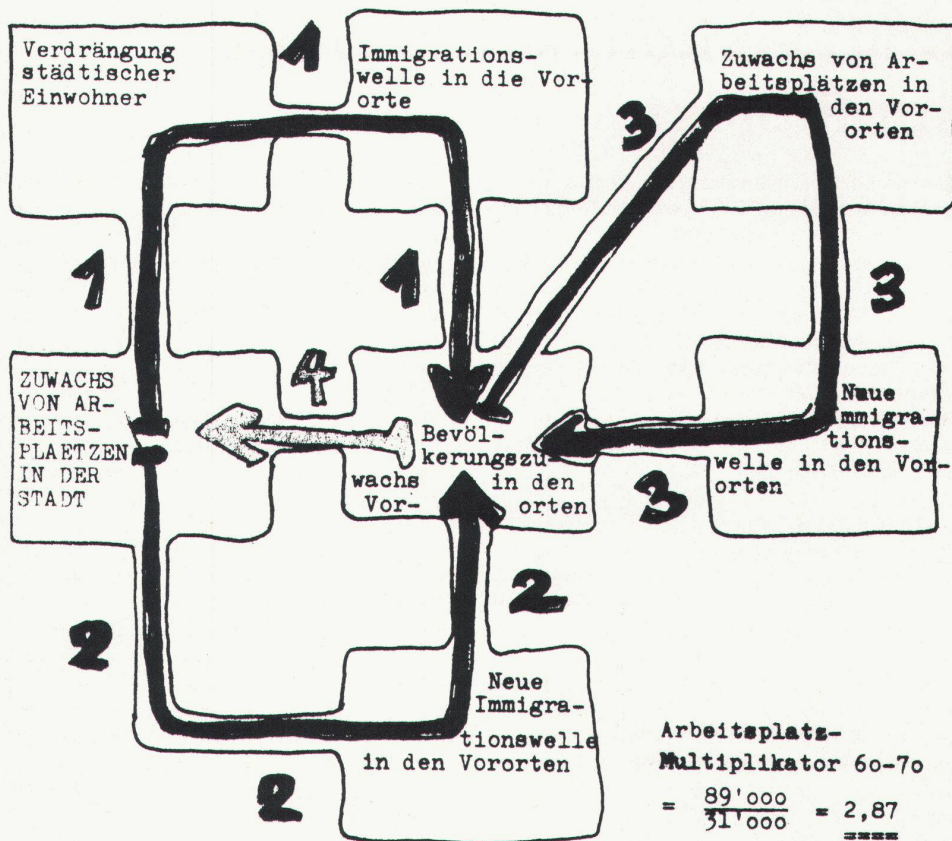 Verdrängung
städtischer
Einwohner
1
Immigrations-
welle in die Vor-
orte
Zuwachs von Ar-
beitsplätzen in
den Vor-
orten
3
1
1
3
ZUWACHS
VON AR-
BEITS-
PLAETZEN
IN DER
STADT
4
Bevöl-
kerungszu-
wachs in den
Vor- orten
Neue
Immigra-
tions-
welle in den Vor-
orten
3
2
2
Neue
Immigra-
tionswelle
in den Vororten
2
Arbeitsplatz-
Multiplikator 60-70
= 89'000 / 31'000 = 2,87